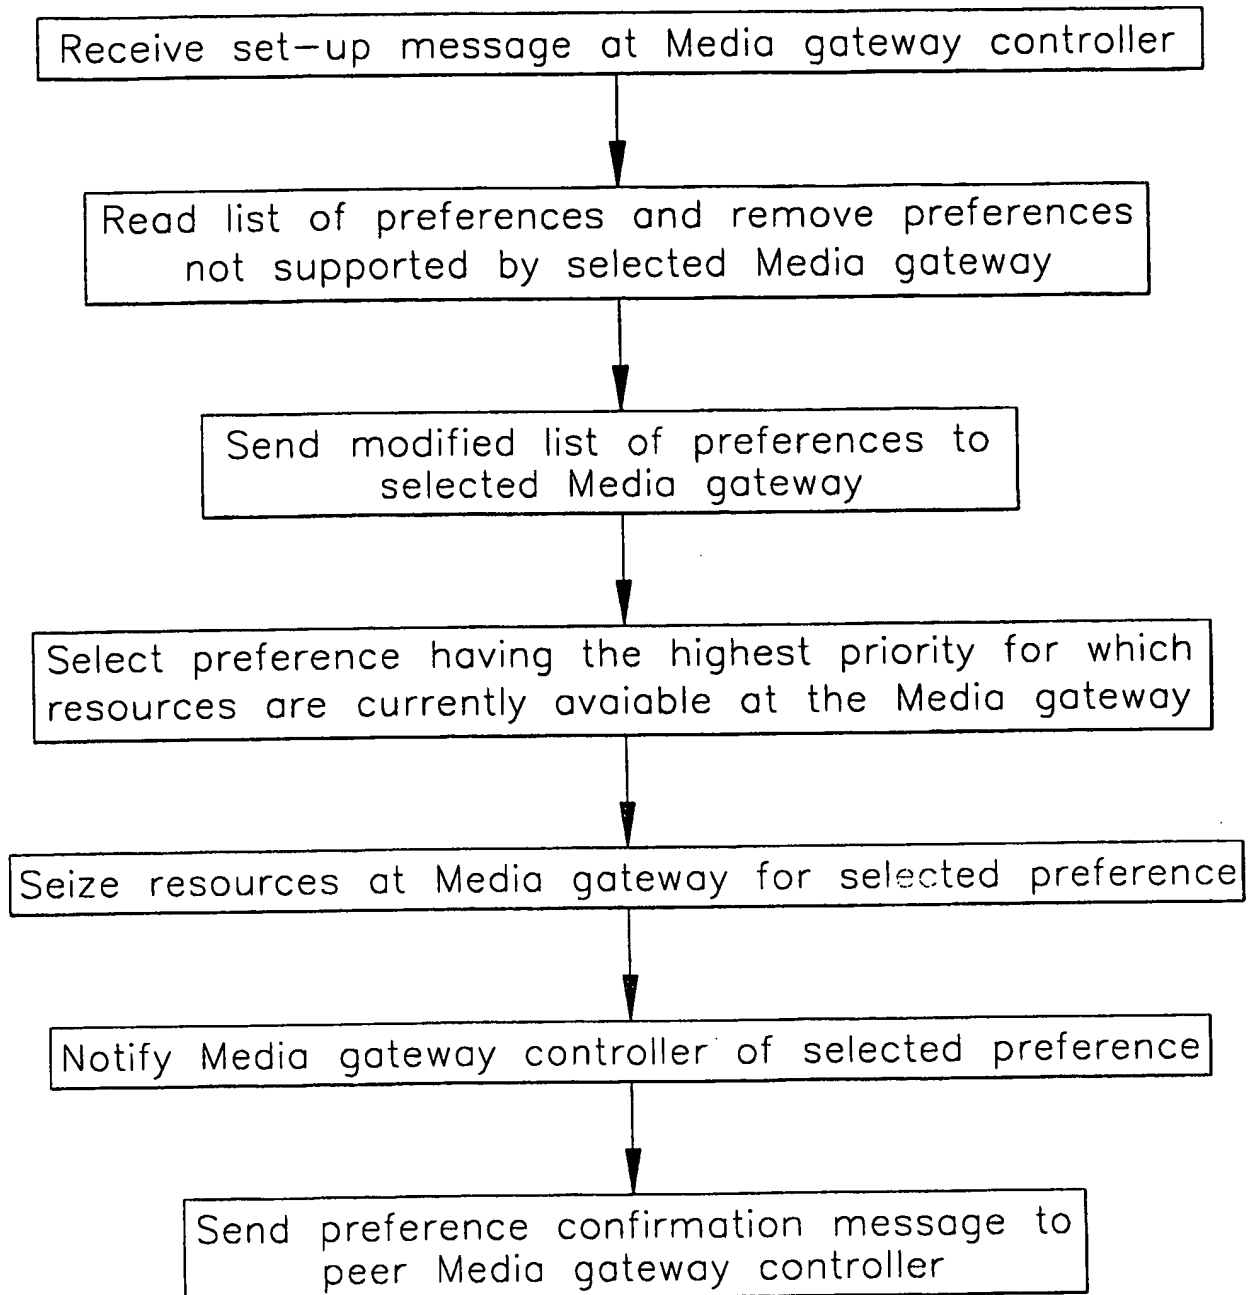 Receive set-up message at Media gateway controller
Read list of preferences and remove preferences
not supported by selected Media gateway
Send modified list of preferences to
selected Media gateway
Select preference having the highest priority for which
resources are currently avaiable at the Media gateway
Seize resources at Media gateway for selected preference
Notify Media gateway controller of selected preference
Send preference confirmation message to
peer Media gateway controller